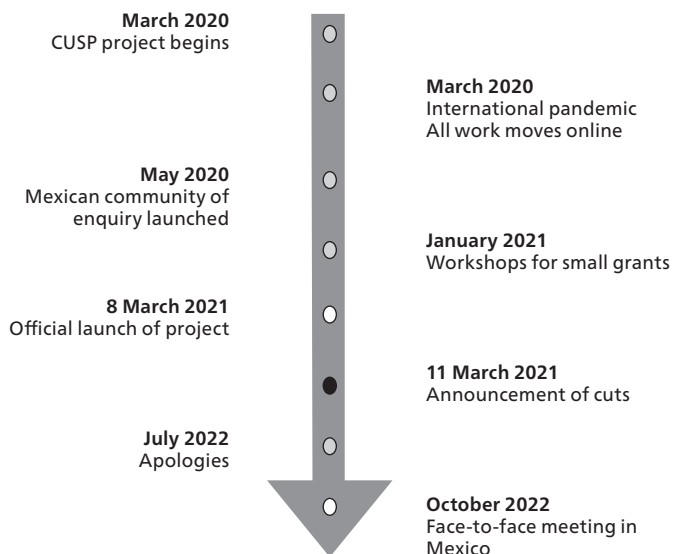 March 2020
CUSP project begins
March 2020
International pandemic
All work moves online
May 2020
Mexican community of
enquiry launched
January 2021
Workshops for small grants
8 March 2021
Official launch of project
11 March 2021
Announcement of cuts
July 2022
Apologies
October 2022
Face-to-face meeting in
Mexico